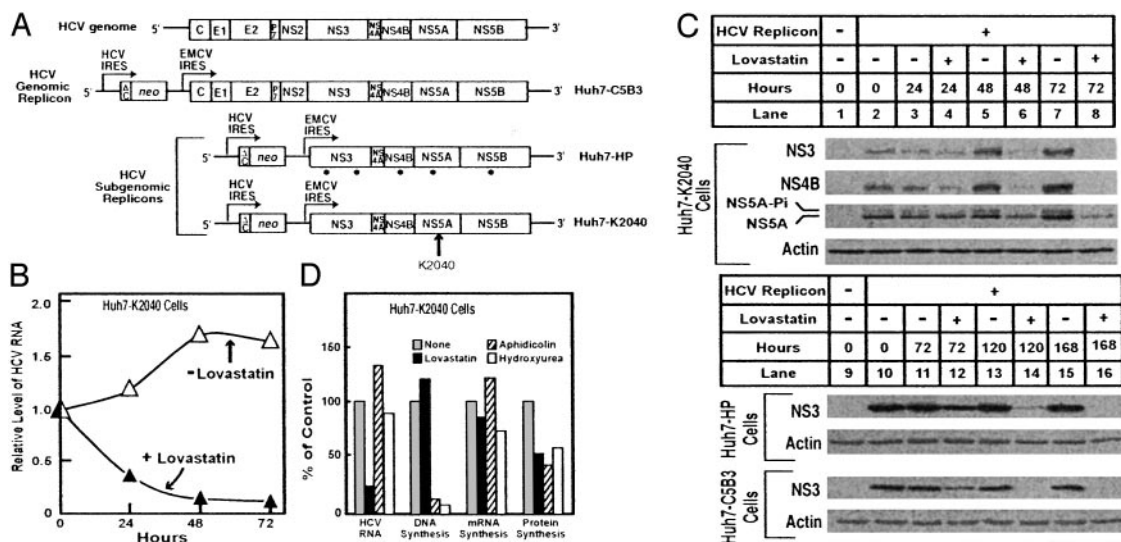 A
HCV genome 5' C E1 E2 P7 NS2 NS3 NS4A NS4B NS5A NS5B 3'
HCV IRES EMCV IRES
HCV Genomic Replicon 5' ΔC neo C E1 E2 P7 NS2 NS3 NS4A NS4B NS5A NS5B 3' Huh7-C5B3
HCV IRES EMCV IRES
5' ΔC neo NS3 NS4A NS4B NS5A NS5B 3' Huh7-HP
HCV Subgenomic Replicons
HCV IRES EMCV IRES
5' ΔC neo NS3 NS4A NS4B NS5A NS5B 3' Huh7-K2040
K2040
B
Huh7-K2040 Cells
Relative Level of HCV RNA
2.0
1.6
1.0
0.6
0
- Lovastatin
+ Lovastatin
0 24 48 72
Hours
D
Huh7-K2040 Cells
None Aphidicolin
Lovastatin Hydroxyurea
% of Control
150
100
50
0
HCV RNA DNA Synthesis mRNA Synthesis Protein Synthesis
C
HCV Replicon - +
Lovastatin - - + - + - +
Hours 0 0 24 24 48 48 72 72
Lane 1 2 3 4 5 6 7 8
Huh7-K2040 Cells
NS3
NS4B
NS5A-Pi
NS5A
Actin
HCV Replicon - +
Lovastatin - - - + - + - +
Hours 0 0 72 72 120 120 168 168
Lane 9 10 11 12 13 14 15 16
Huh7-HP Cells
NS3
Actin
Huh7-C5B3 Cells
NS3
Actin